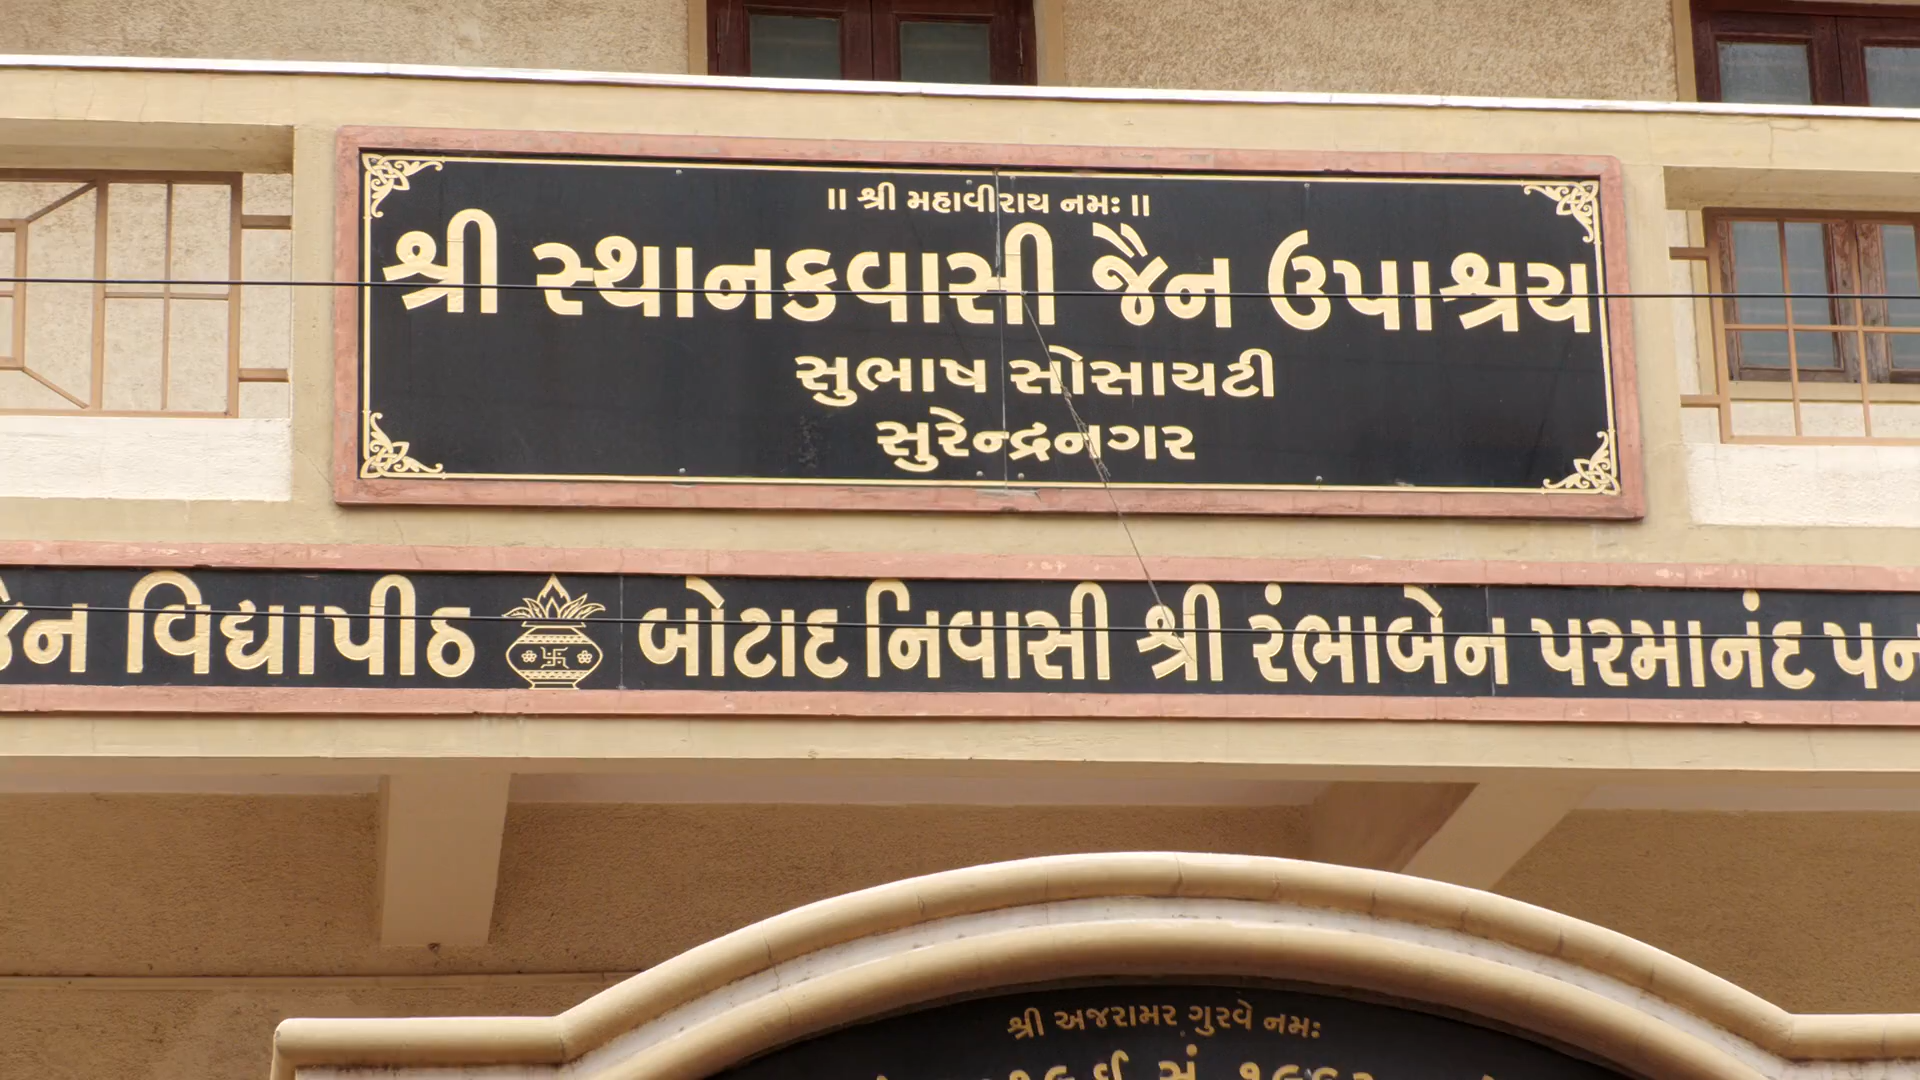 ॥ શ્રી મહાવીરાય નમઃ ॥
શ્રી સ્થાનકવાસી જૈન ઉપાશ્રય
સુભાષ સોસાયટી
સુરેન્દ્રનગર
જૈન વિદ્યાપીઠ બોટાદ નિવાસી શ્રી રંભાબેન પરમાનંદ
શ્રી અજરામર ગુરવે નમઃ